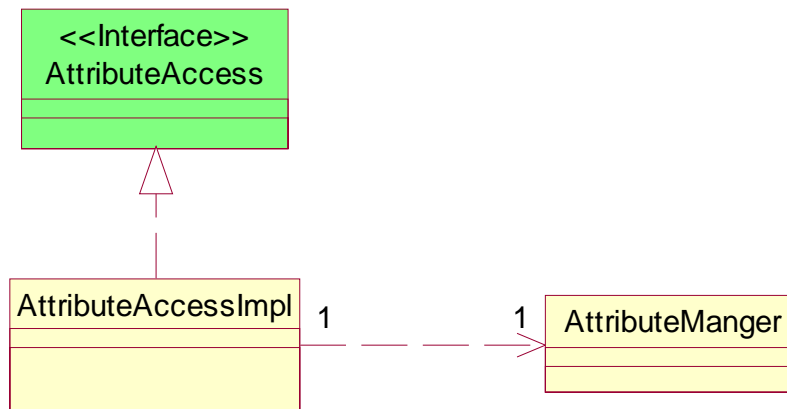 <<Interface>>
AttributeAccess
AttributeAccessImpl
1
1
AttributeManger